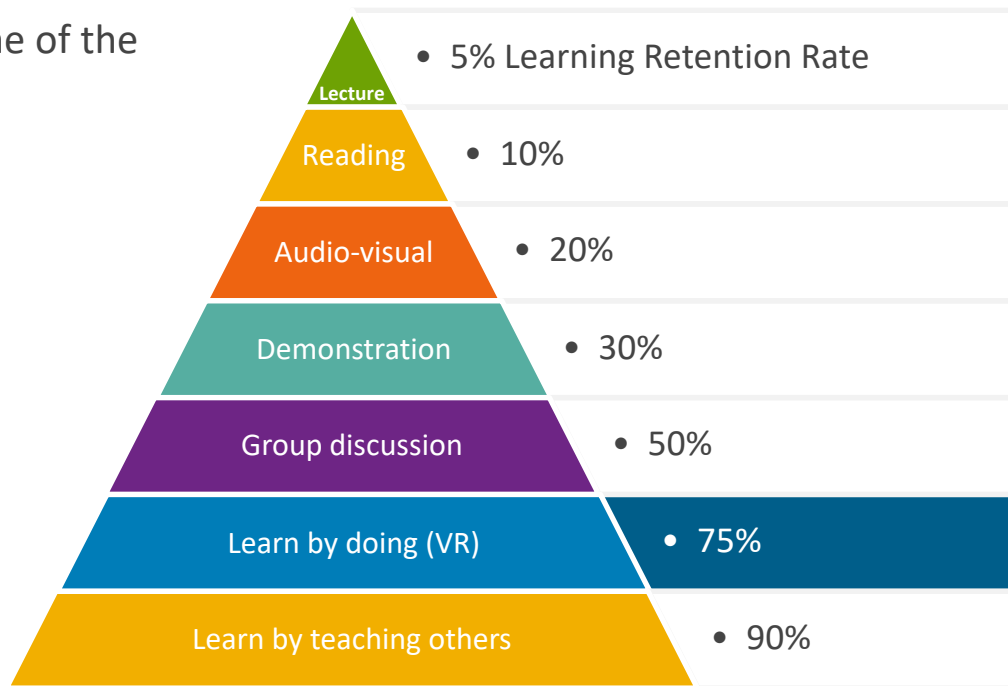 ne of the
Lecture
• 5% Learning Retention Rate
Reading
• 10%
Audio-visual
• 20%
Demonstration
• 30%
Group discussion
• 50%
Learn by doing (VR)
• 75%
Learn by teaching others
• 90%